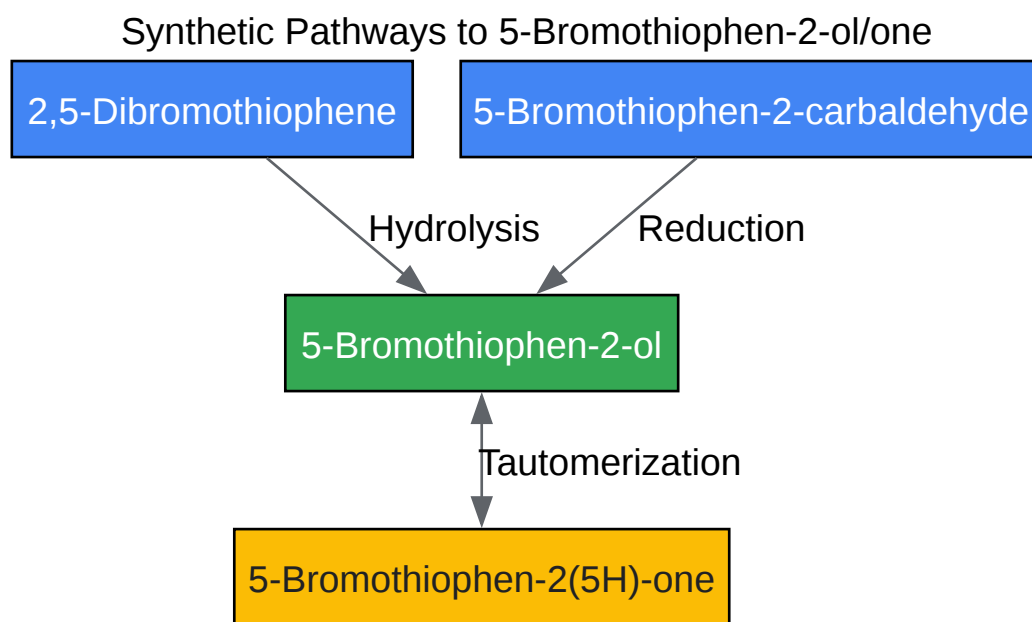 Synthetic Pathways to 5-Bromothiophen-2-ol/one
2,5-Dibromothiophene
5-Bromothiophen-2-carbaldehyde
Hydrolysis
Reduction
5-Bromothiophen-2-ol
Tautomerization
5-Bromothiophen-2(5H)-one